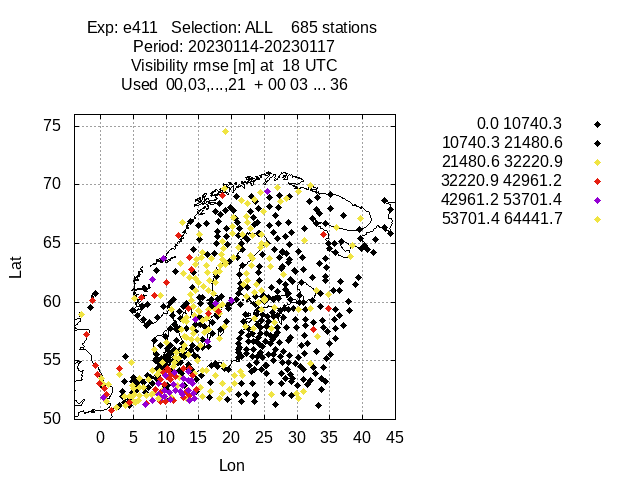 Exp: e411 Selection: ALL 685 stations
Period: 20230114-20230117
Visibility rmse [m] at 18 UTC
Used 00,03,...,21 + 00 03 ... 36
75
70
65
60
55
50
Lat
0 5 10 15 20 25 30 35 40 45
Lon
0.0 10740.3
10740.3 21480.6
21480.6 32220.9
32220.9 42961.2
42961.2 53701.4
53701.4 64441.7